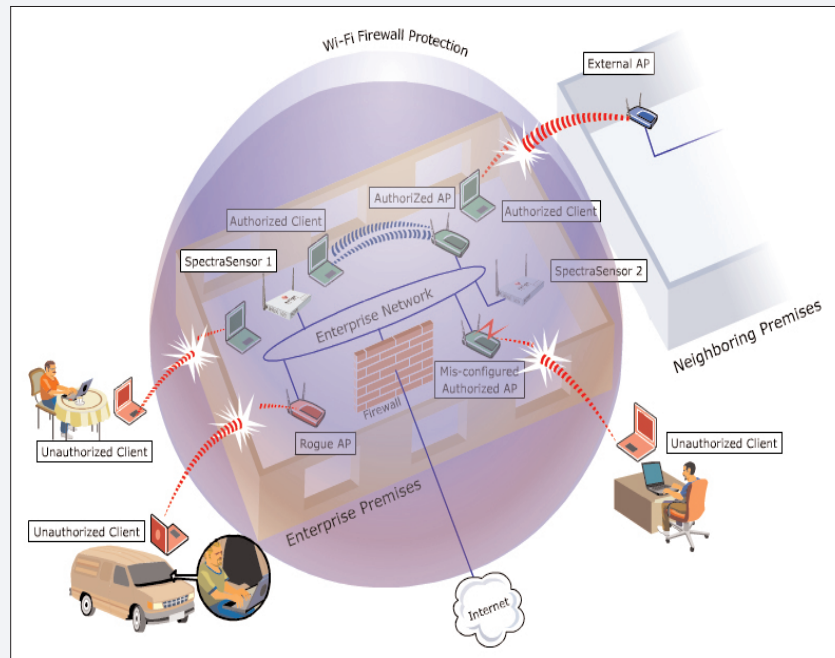 Wi-Fi Firewall Protection
External AP
AuthoriZed AP
Authorized Client
Authorized Client
SpectraSensor 1
SpectraSensor 2
Enterprise Network
Neighboring Premises
Mis-configured
Authorized AP
Firewall
Rogue AP
Unauthorized Client
Unauthorized Client
Enterprise Premises
Unauthorized Client
Internet